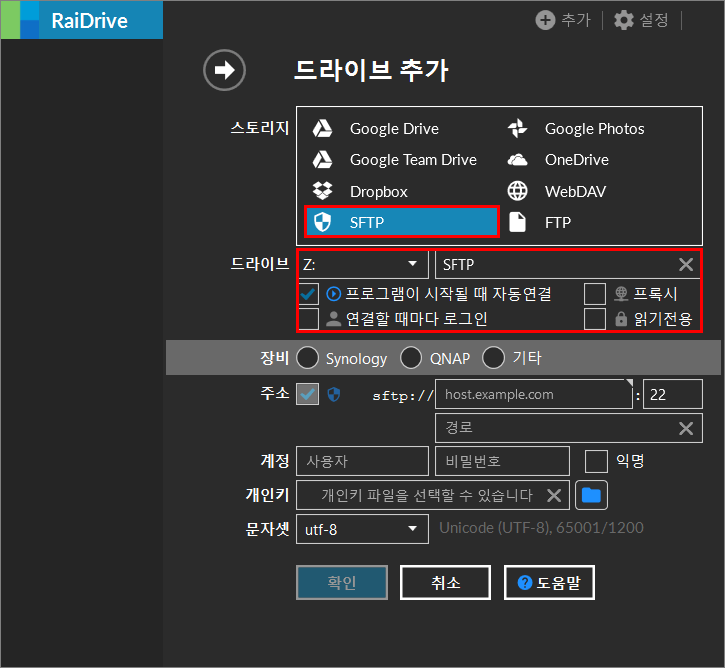 RaiDrive
추가 설정
드라이브 추가
스토리지
Google Drive Google Photos
Google Team Drive OneDrive
Dropbox WebDAV
SFTP FTP
드라이브 Z: SFTP
프로그램이 시작될 때 자동연결 프록시
연결할 때마다 로그인 읽기전용
장비 Synology QNAP 기타
주소 sftp:// host.example.com : 22
경로
계정 사용자 비밀번호 익명
개인키 개인키 파일을 선택할 수 있습니다
문자셋 utf-8 Unicode (UTF-8), 65001/1200
확인 취소 ? 도움말